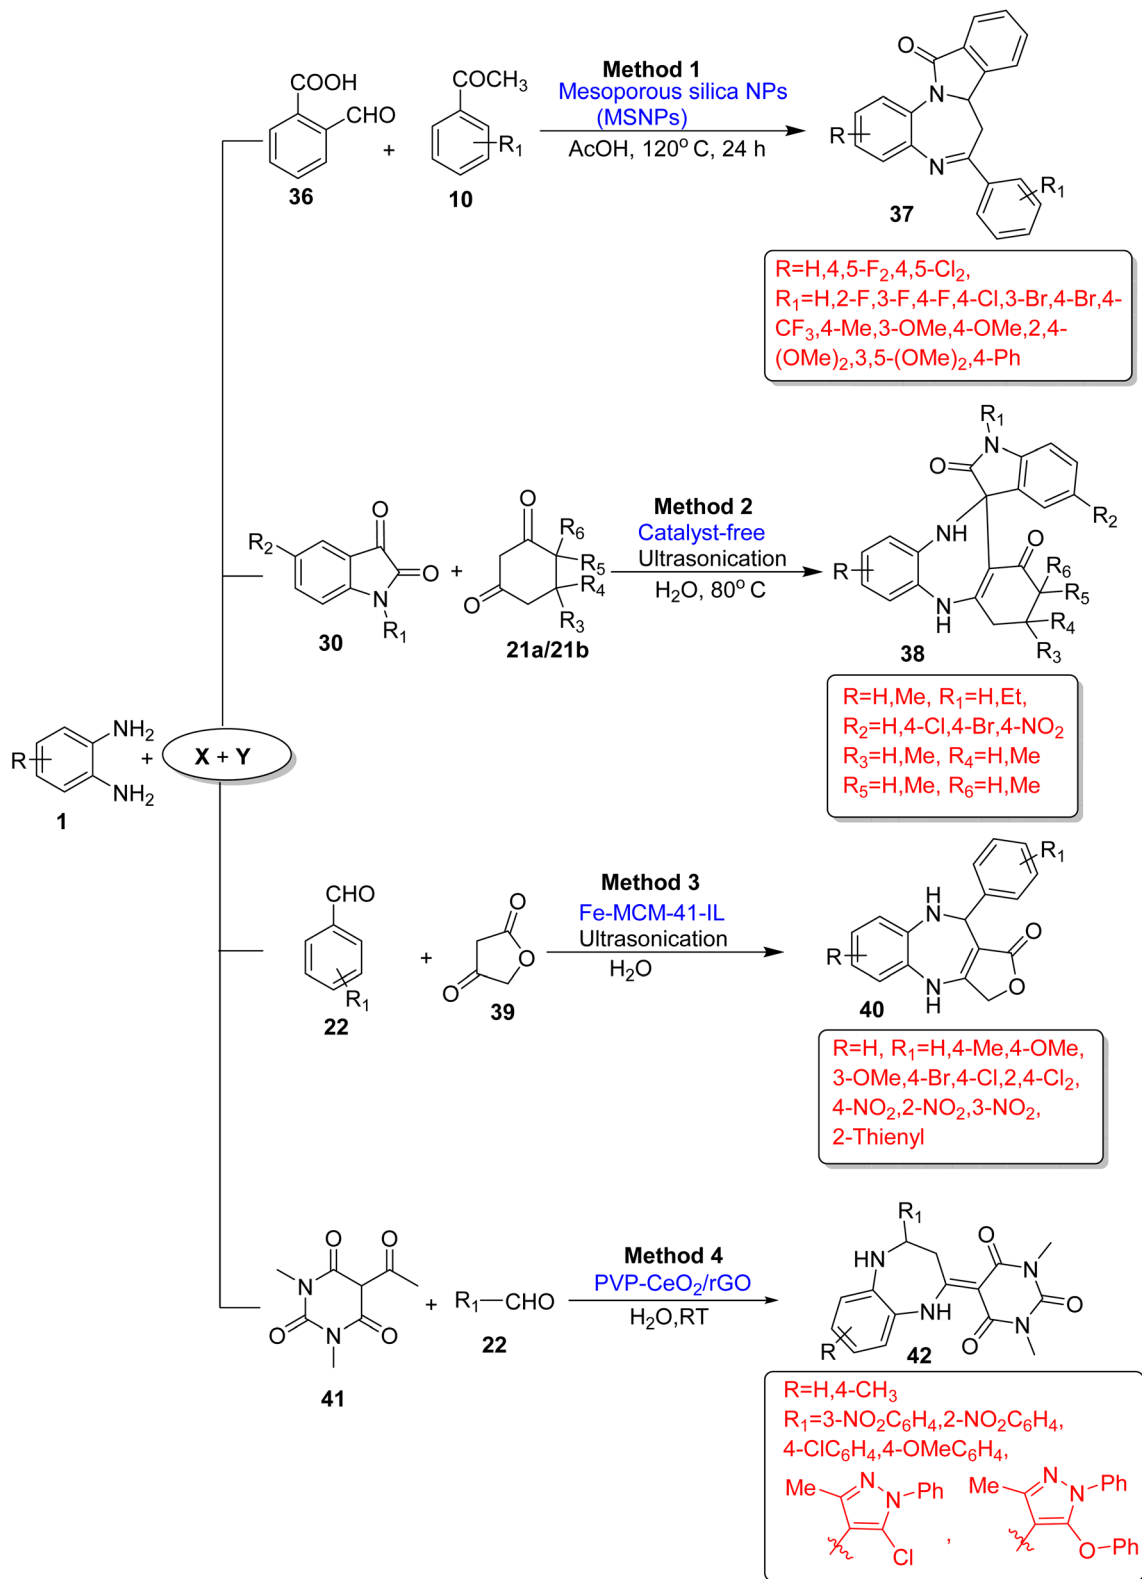 COOH
CHO
36
+
COCH3
R1
10
Method 1
Mesoporous silica NPs
(MSNPs)
AcOH, 120o C, 24 h
O
N
R
N
R1
37
R=H,4,5-F2,4,5-Cl2,
R1=H,2-F,3-F,4-F,4-Cl,3-Br,4-Br,4-
CF3,4-Me,3-OMe,4-OMe,2,4-
(OMe)2,3,5-(OMe)2,4-Ph
R2
O
O
N
R1
30
+
O
O
R6
R5
R4
R3
21a/21b
Method 2
Catalyst-free
Ultrasonication
H2O, 80o C
R1
N
O
R2
NH
O
R6
R
R5
N
H
R4
R3
38
R=H,Me, R1=H,Et,
R2=H,4-Cl,4-Br,4-NO2
R3=H,Me, R4=H,Me
R5=H,Me, R6=H,Me
R
NH2
NH2
1
+
X + Y
CHO
R1
22
+
O
O
O
39
Method 3
Fe-MCM-41-IL
Ultrasonication
H2O
R1
H
N
O
R
N
H
O
40
R=H, R1=H,4-Me,4-OMe,
3-OMe,4-Br,4-Cl,2,4-Cl2,
4-NO2,2-NO2,3-NO2,
2-Thienyl
O
O
N
O
N
O
41
+
R1
CHO
22
Method 4
PVP-CeO2/rGO
H2O,RT
R1
HN
O
N
O
NH
N
O
R
42
R=H,4-CH3
R1=3-NO2C6H4,2-NO2C6H4,
4-ClC6H4,4-OMeC6H4,
Me
N
N
Ph
Cl
,
Me
N
N
Ph
O
Ph